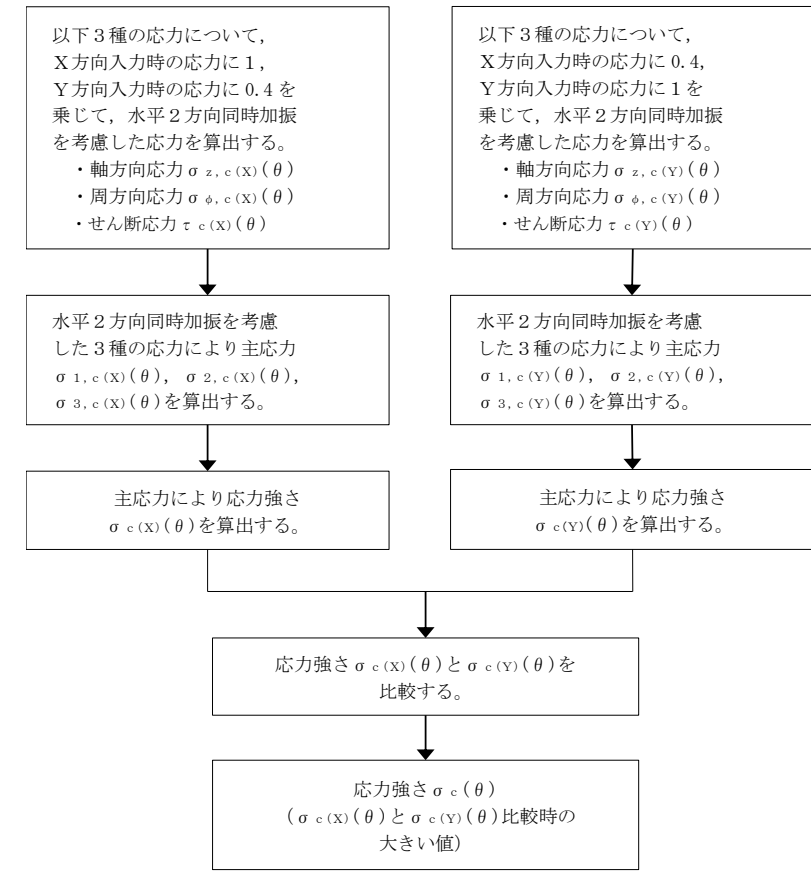 以下３種の応力について，
Ｘ方向入力時の応力に１，
Ｙ方向入力時の応力に 0.4 を
乗じて，水平２方向同時加振
を考慮した応力を算出する。
・軸方向応力σz,c(X)(θ)
・周方向応力σφ,c(X)(θ)
・せん断応力τc(X)(θ)
以下３種の応力について，
Ｘ方向入力時の応力に 0.4，
Ｙ方向入力時の応力に１を
乗じて，水平２方向同時加振
を考慮した応力を算出する。
・軸方向応力σz,c(Y)(θ)
・周方向応力σφ,c(Y)(θ)
・せん断応力τc(Y)(θ)
水平２方向同時加振を考慮
した３種の応力により主応力
σ1,c(X)(θ)，σ2,c(X)(θ)，
σ3,c(X)(θ)を算出する。
水平２方向同時加振を考慮
した３種の応力により主応力
σ1,c(Y)(θ)，σ2,c(Y)(θ)，
σ3,c(Y)(θ)を算出する。
主応力により応力強さ
σc(X)(θ)を算出する。
主応力により応力強さ
σc(Y)(θ)を算出する。
応力強さσc(X)(θ)とσc(Y)(θ)を
比較する。
応力強さσc(θ)
（σc(X)(θ)とσc(Y)(θ)比較時の
大きい値）